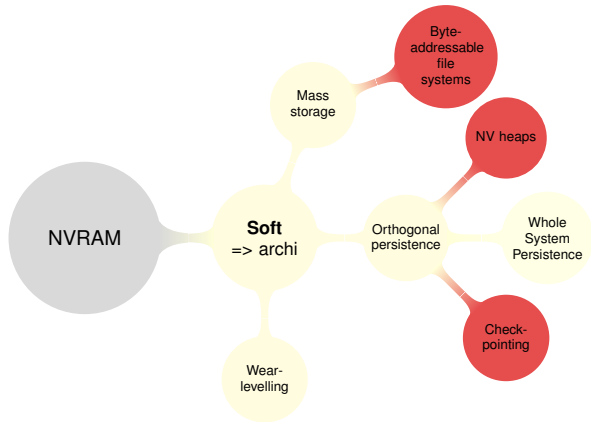 Byte-
addressable
file
systems
Mass
storage
NV heaps
NVRAM
Soft
=> archi
Orthogonal
persistence
Whole
System
Persistence
Check-
pointing
Wear-
levelling